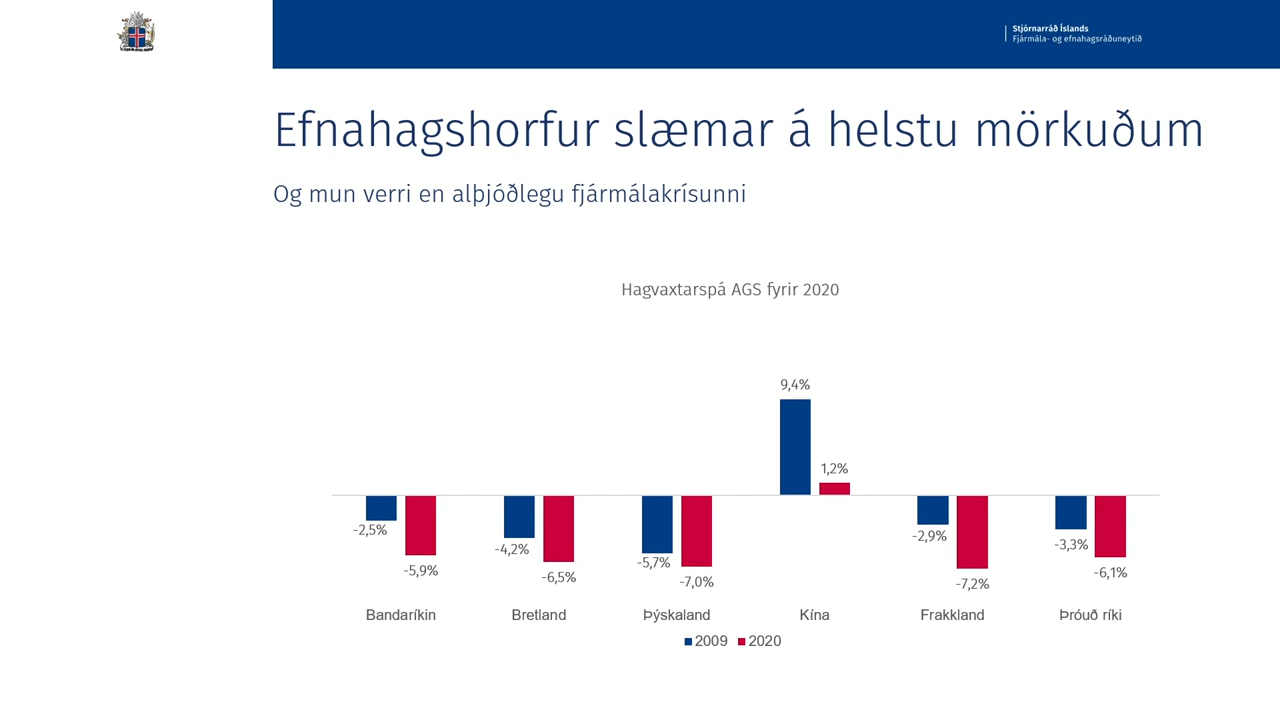 Stjórnarráð Íslands
Fjármála- og efnahagsráðuneytið
Efnahagshorfur slæmar á helstu mörkuðum
Og mun verri en alþjóðlegu fjármálakrísunni
Hagvaxtarspá AGS fyrir 2020
9,4%
1,2%
-2,5%
-5,9%
-4,2%
-6,5%
-5,7%
-7,0%
-2,9%
-7,2%
-3,3%
-6,1%
Bandaríkin Bretland Þýskaland Kína Frakkland Þróuð ríki
2009 2020